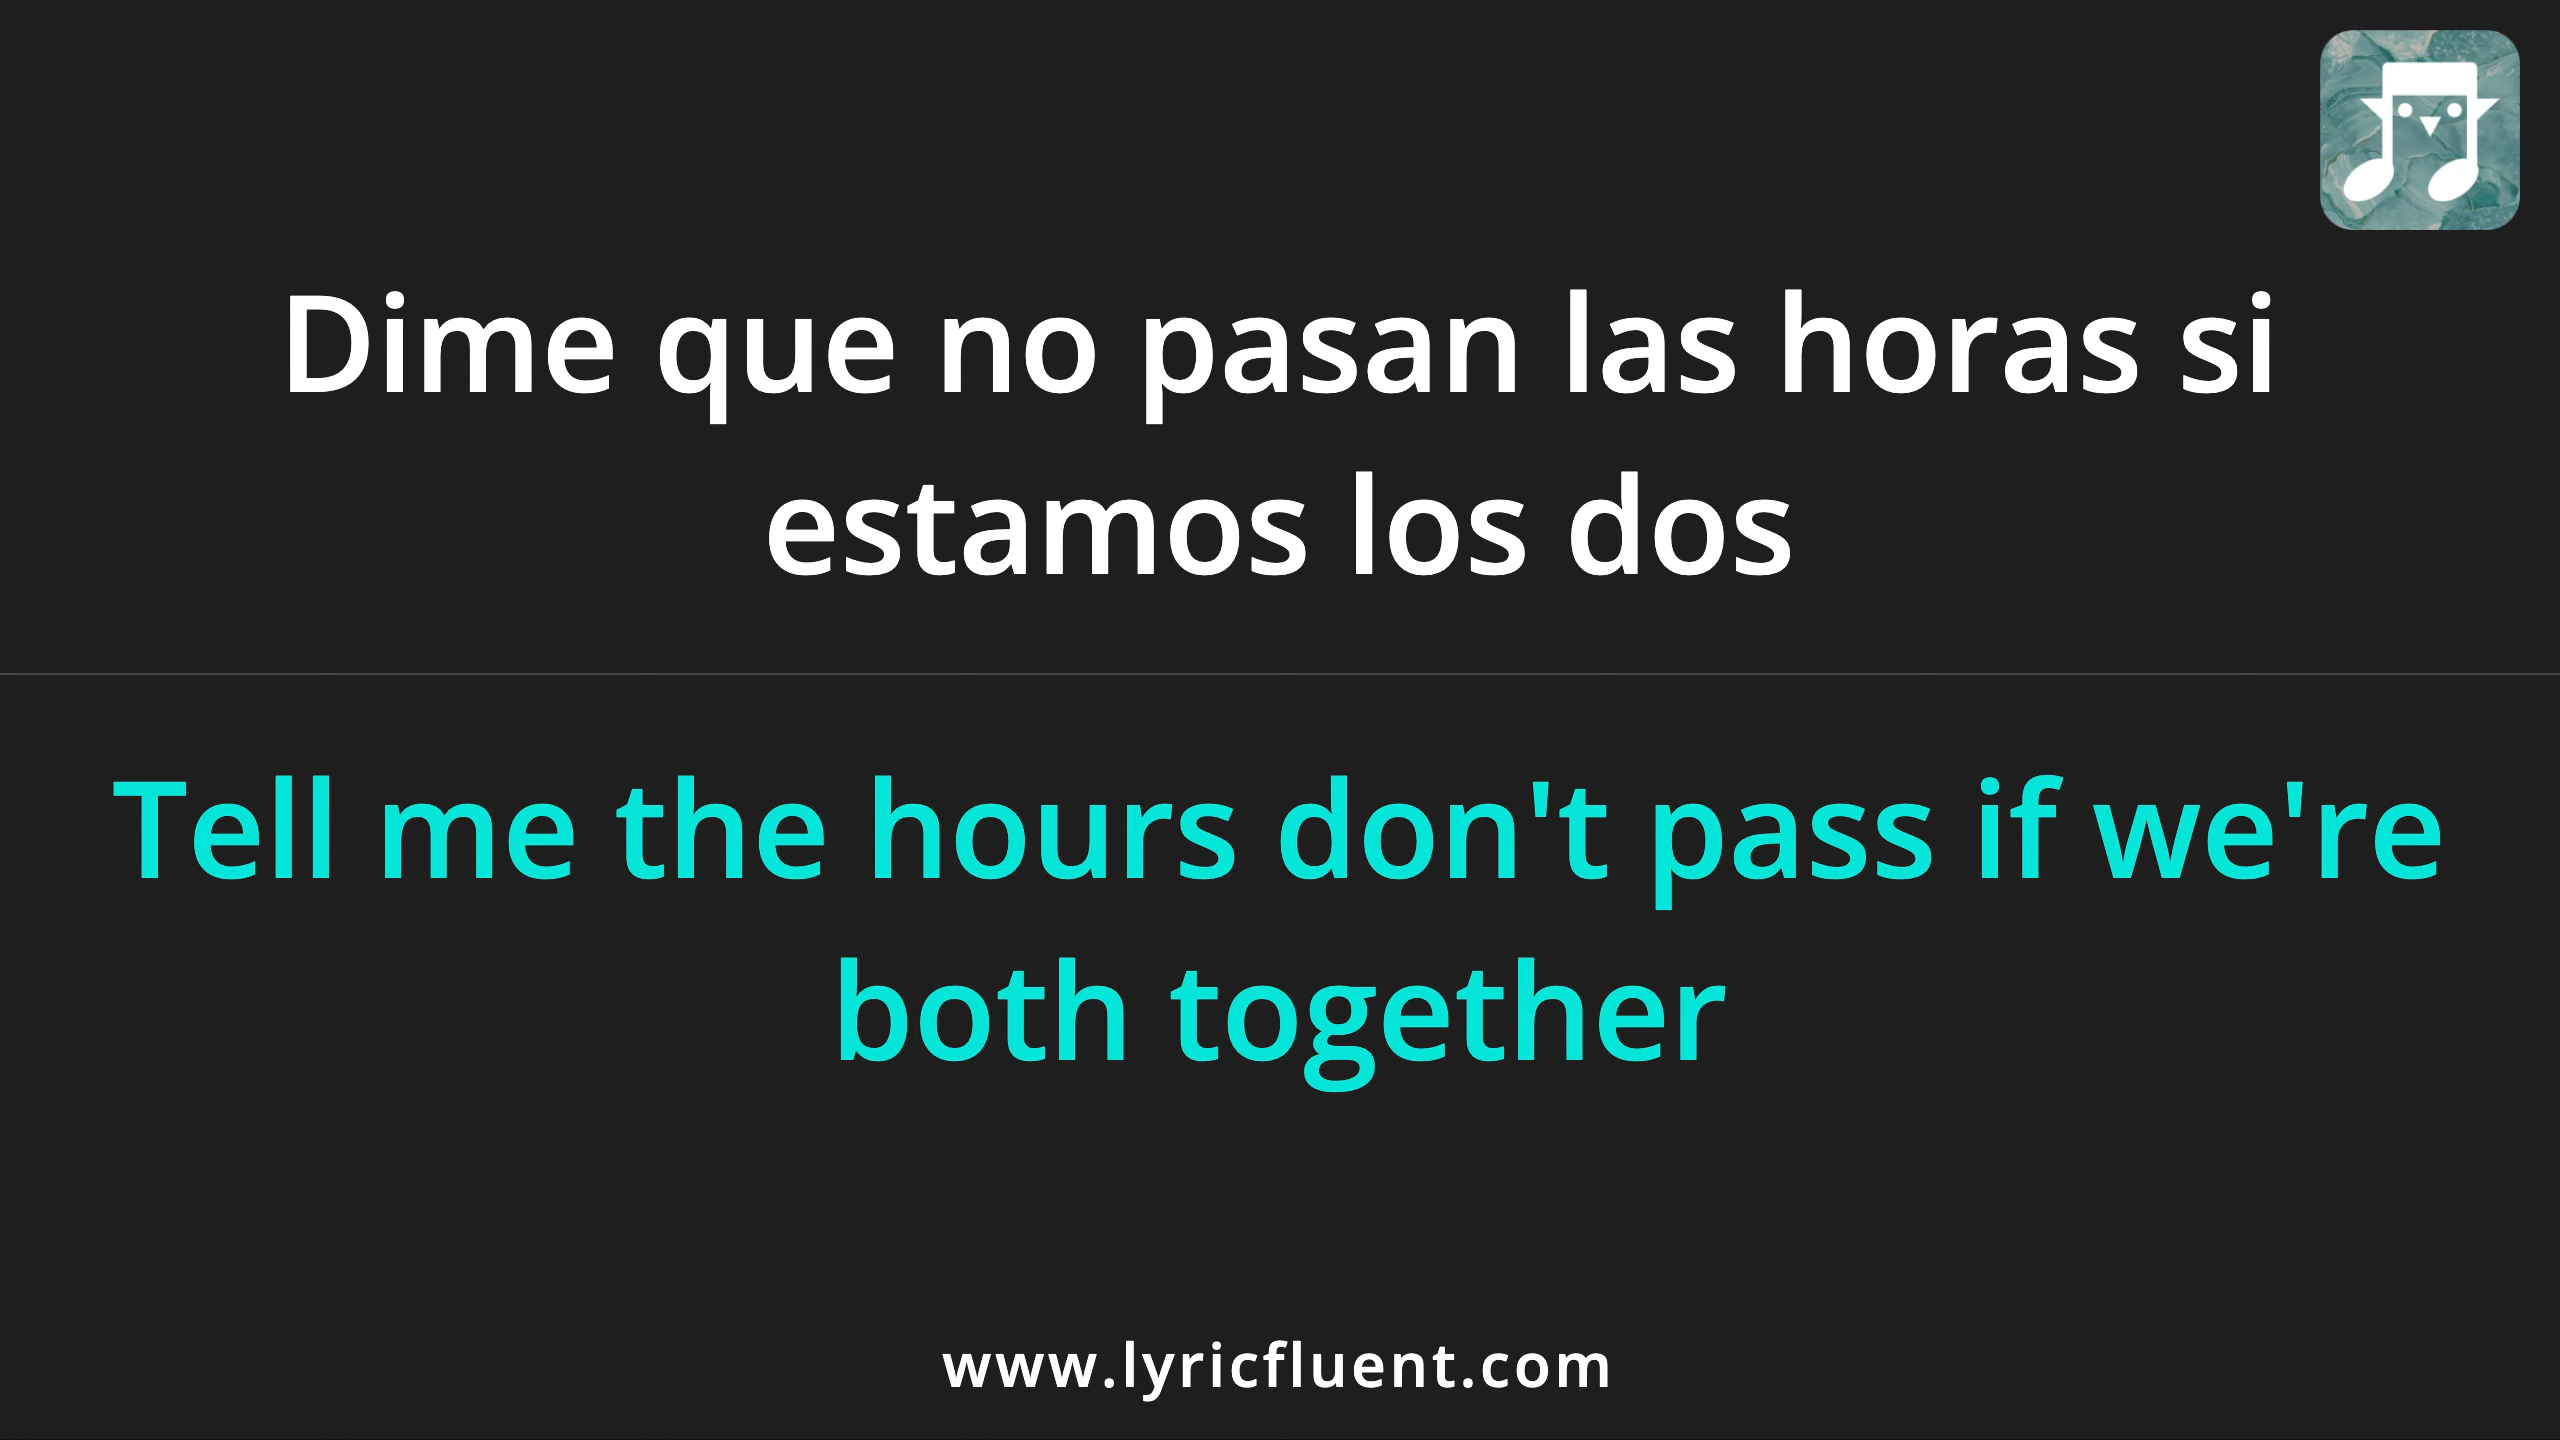 Dime que no pasan las horas si
estamos los dos
Tell me the hours don't pass if we're
both together
www.lyricfluent.com